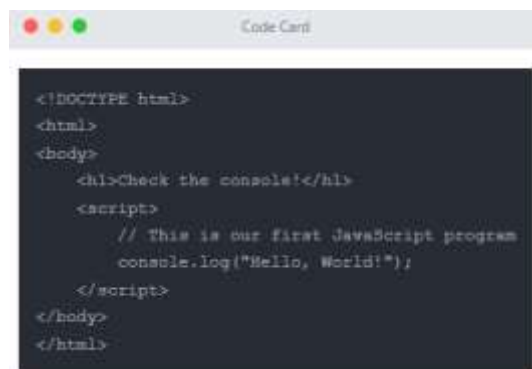 Code Card
<!DOCTYPE html>
<html>
<body>
<h1>Check the console!</h1>
<script>
// This is our first JavaScript program
console.log("Hello, World!");
</script>
</body>
</html>